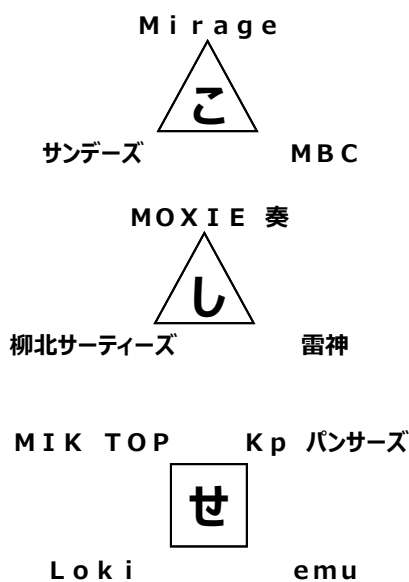 Ｍｉｒａｇｅ
こ
サンデーズ ＭＢＣ
ＭＯＸＩＥ 奏
し
柳北サーティーズ 雷神
ＭＩＫ ＴＯＰ Ｋｐ パンサーズ
せ
Ｌｏｋｉ ｅｍｕ